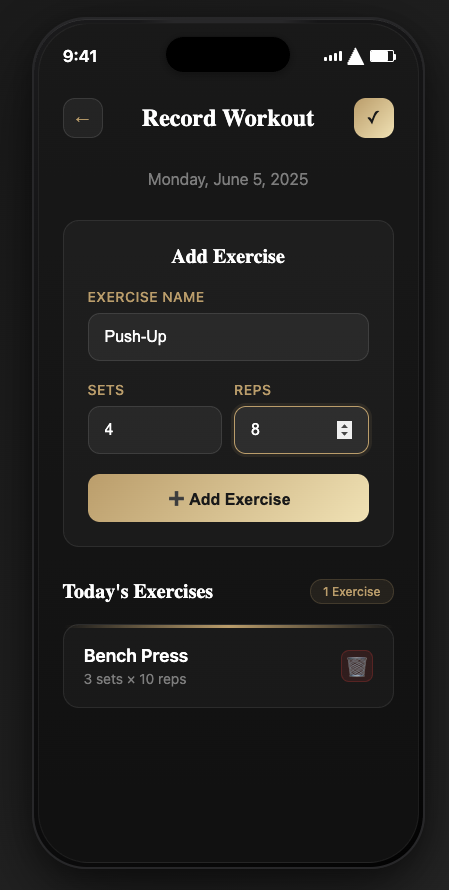 9:41
← Record Workout ✓
Monday, June 5, 2025
Add Exercise
EXERCISE NAME
Push-Up
SETS REPS
4 8
➕ Add Exercise
Today's Exercises 1 Exercise
Bench Press
3 sets × 10 reps